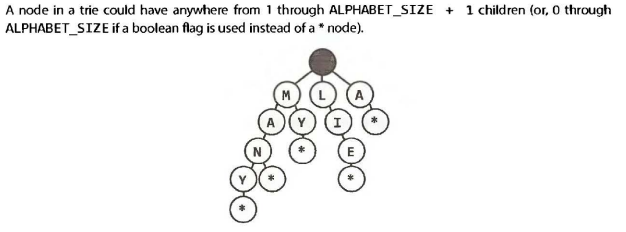 A node in a trie could have anywhere from 1 through ALPHABET_SIZE + 1 children (or, 0 through
ALPHABET_SIZE if a boolean flag is used instead of a * node).
M L A
A Y I *
N * E
Y * *
*